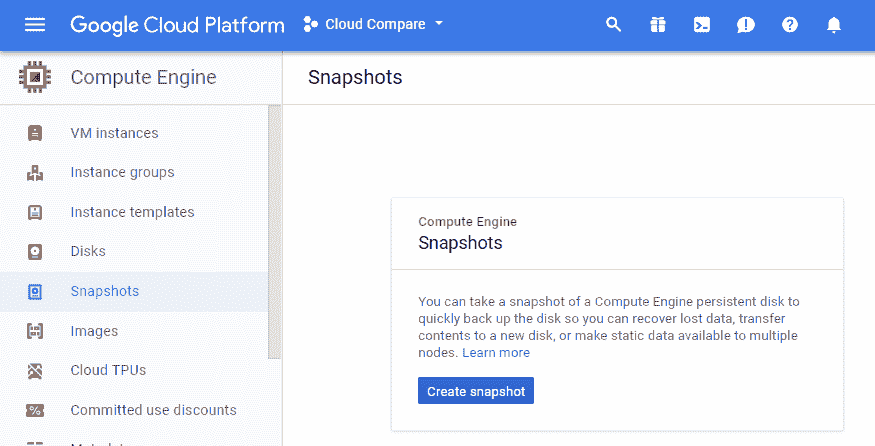 Google Cloud Platform
Cloud Compare
Compute Engine
Snapshots
VM instances
Instance groups
Instance templates
Disks
Snapshots
Images
Cloud TPUs
Committed use discounts
Compute Engine
Snapshots
You can take a snapshot of a Compute Engine persistent disk to
quickly back up the disk so you can recover lost data, transfer
contents to a new disk, or make static data available to multiple
nodes. Learn more
Create snapshot